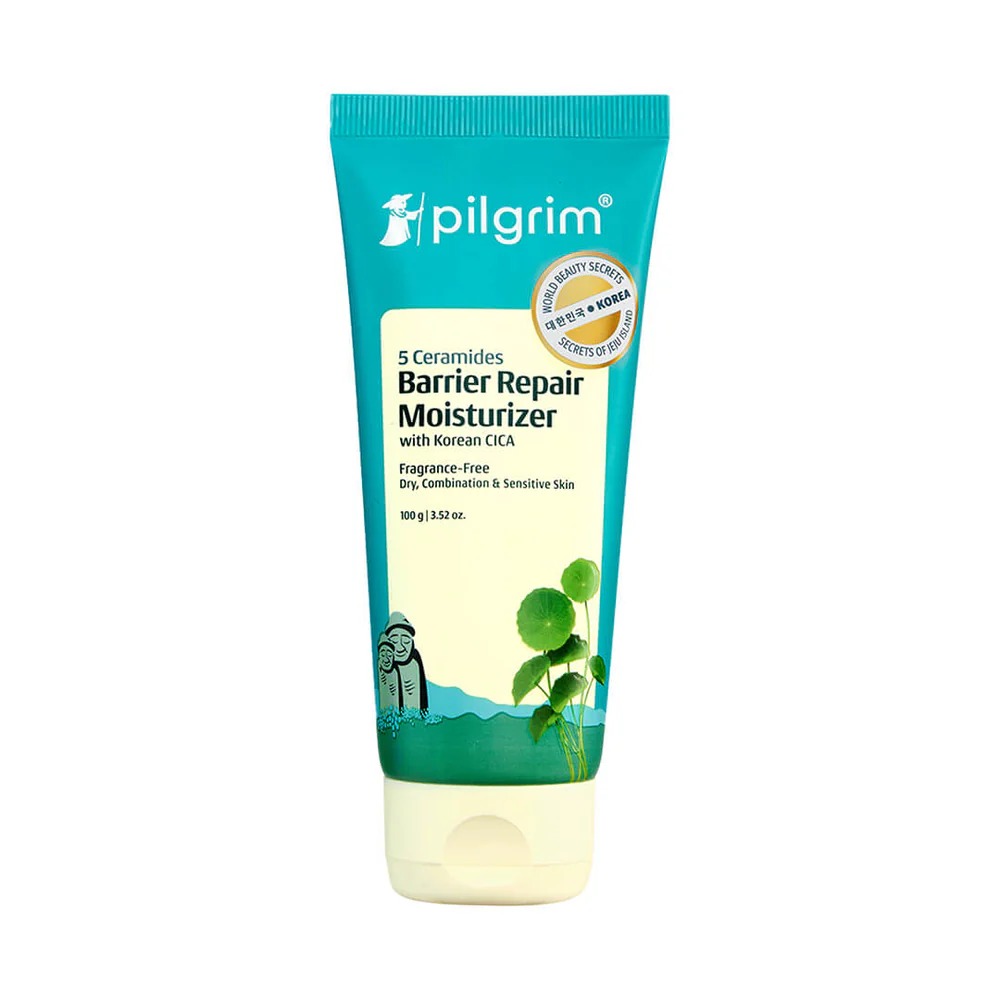 pilgrim®
WORLD BEAUTY SECRETS
대한민국 ● KOREA
SECRETS OF JEJU ISLAND
5 Ceramides
Barrier Repair
Moisturizer
with Korean CICA
Fragrance-Free
Dry, Combination & Sensitive Skin
100 g | 3.52 oz.